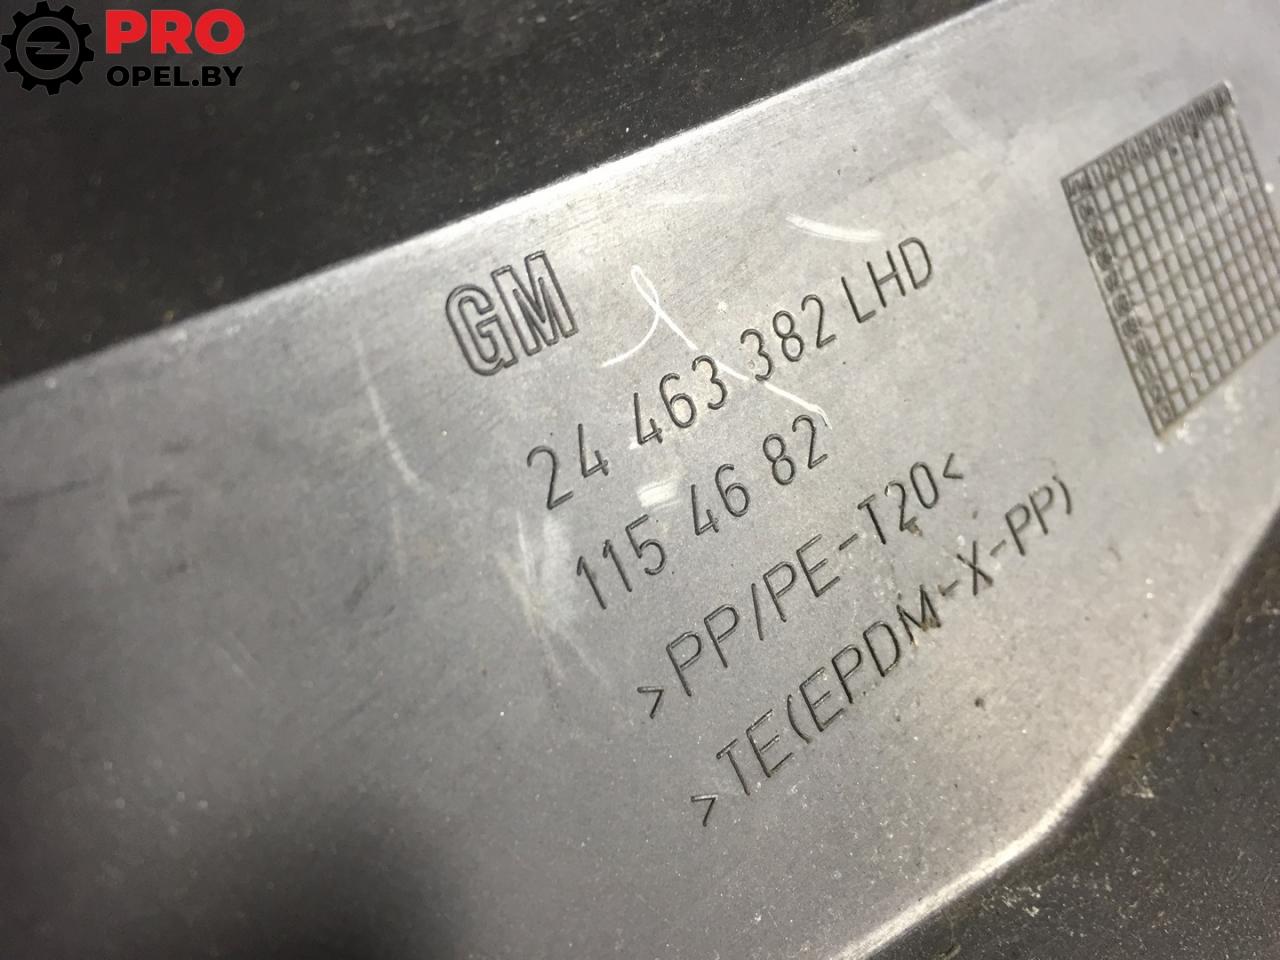 PRO
OPEL.BY
GM
24 463 382 LHD
115 46 82
>PP/PE-T20<
>TE(EPDM-X-PP)